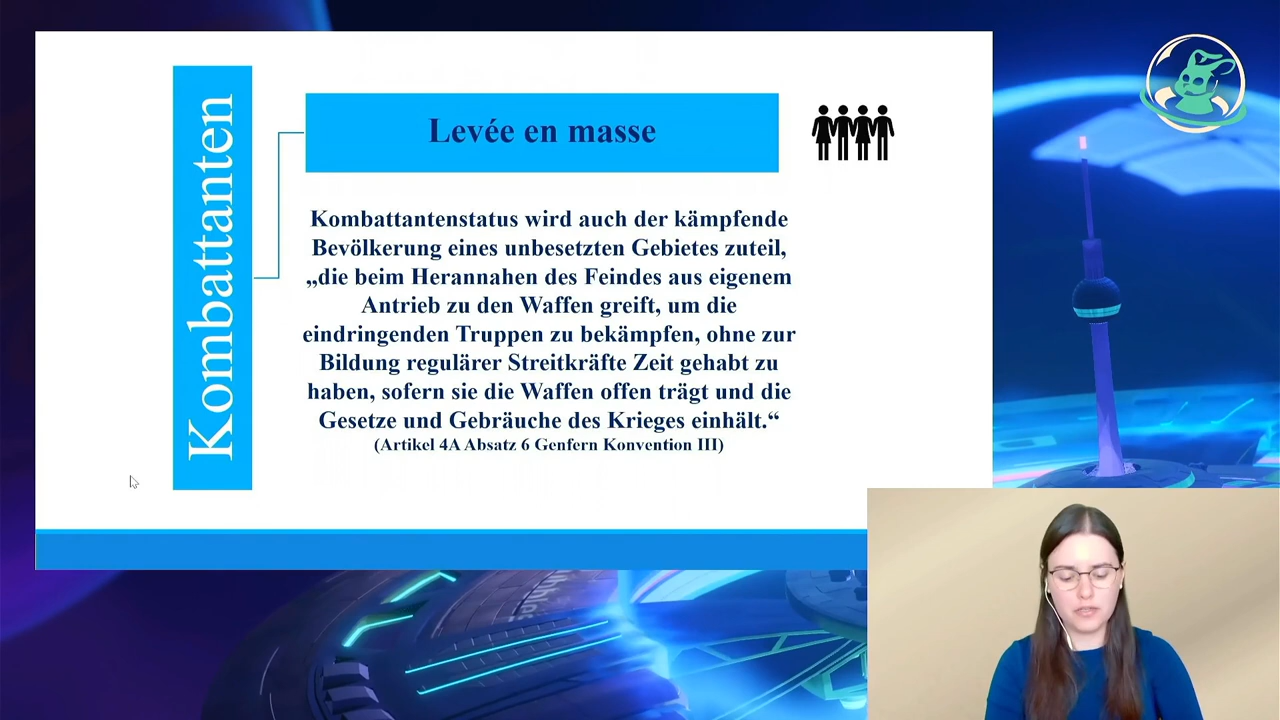 Kombattanten
Levée en masse
Kombattantenstatus wird auch der kämpfende
Bevölkerung eines unbesetzten Gebietes zuteil,
„die beim Herannahen des Feindes aus eigenem
Antrieb zu den Waffen greift, um die
eindringenden Truppen zu bekämpfen, ohne zur
Bildung regulärer Streitkräfte Zeit gehabt zu
haben, sofern sie die Waffen offen trägt und die
Gesetze und Gebräuche des Krieges einhält.“
(Artikel 4A Absatz 6 Genfern Konvention III)